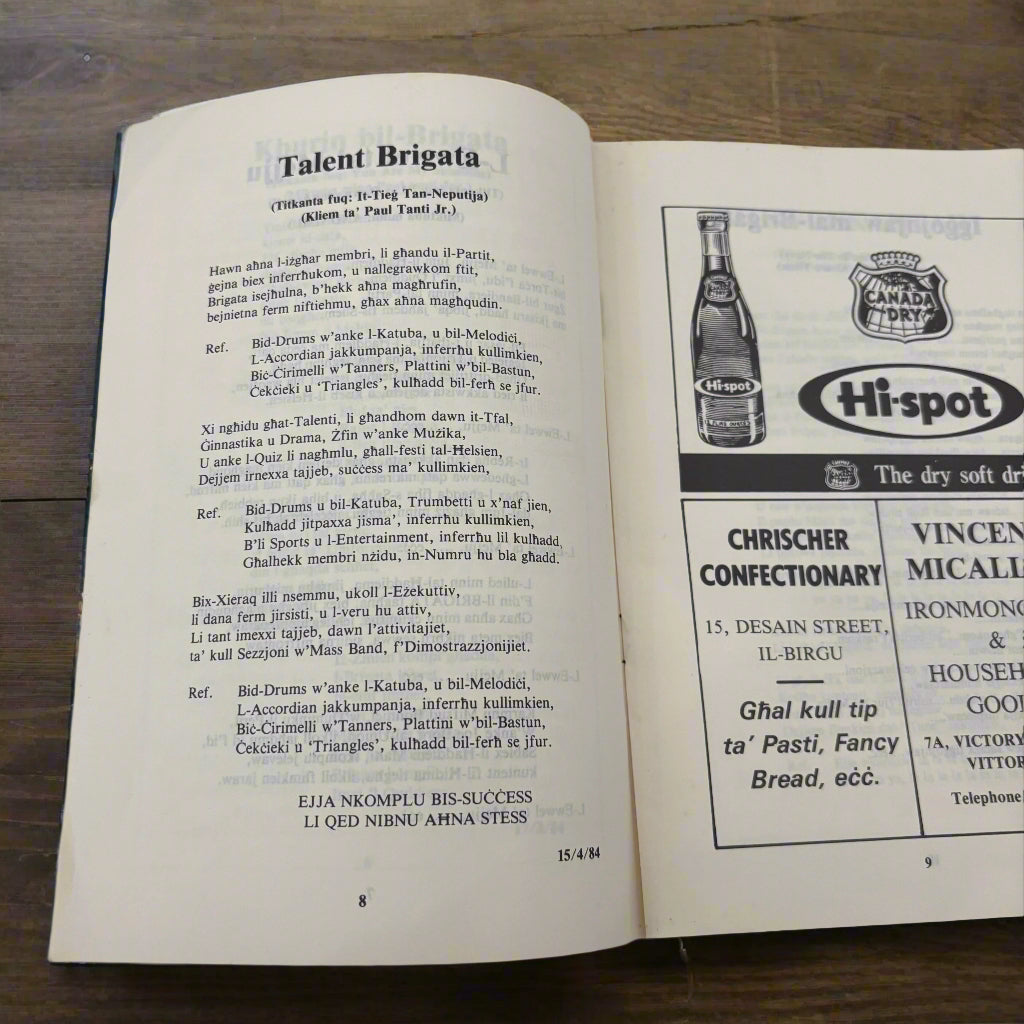 Talent Brigata
(Titkanta fuq: It-Tieġ Tan-Neputija)
(Kliem ta' Paul Tanti Jr.)
Hawn aħna l-iżgħar membri, li għandu il-Partit,
ġejna biex inferrħukom, u nallegrawkom ftit,
Brigata isejħulna, b'hekk aħna magħrufin,
bejnietna ferm niftiehmu, għax aħna magħqudin.
Ref. Bid-Drums w'anke l-Katuba, u bil-Melodiċi,
L-Accordian jakkumpanja, inferrħu kullimkien,
Biċ-Ċirimelli w'Tanners, Plattini w'bil-Bastun,
Ċekċieki u 'Triangles', kulħadd bil-ferħ se jfur.
Xi ngħidu għat-Talenti, li għandhom dawn it-Tfal,
Ġinnastika u Drama, Żfin w'anke Mużika,
U anke l-Quiz li nagħmlu, għall-festi tal-Ħelsien,
Dejjem irnexxa tajjeb, suċċess ma' kullimkien,
Ref. Bid-Drums u bil-Katuba, Trumbetti u x'naf jien,
Kulħadd jitpaxxa jisma', inferrħu kullimkien,
B'li Sports u l-Entertainment, inferrħu lil kulħadd,
Għalhekk membri nżidu, in-Numru hu bla għadd.
Bix-Xieraq illi nsemmu, ukoll l-Eżekuttiv,
li dana ferm jirsisti, u l-veru hu attiv,
Li tant imexxi tajjeb, dawn l'attivitajiet,
ta' kull Sezzjoni w'Mass Band, f'Dimostrazzjonijiet.
Ref. Bid-Drums w'anke l-Katuba, u bil-Melodiċi,
L-Accordian jakkumpanja, inferrħu kullimkien,
Biċ-Ċirimelli w'Tanners, Plattini w'bil-Bastun,
Ċekċieki u 'Triangles', kulħadd bil-ferħ se jfur.
EJJA NKOMPLU BIS-SUĊĊESS
LI QED NIBNU AĦNA STESS
15/4/84
8
CANADA
DRY
Hi-spot
Hi-spot
The dry soft
CHRISCHER
CONFECTIONARY
15, DESAIN STREET,
IL-BIRGU
Għal kull tip
ta' Pasti, Fancy
Bread, eċċ.
&
7A, VICTORY
Telephone
9